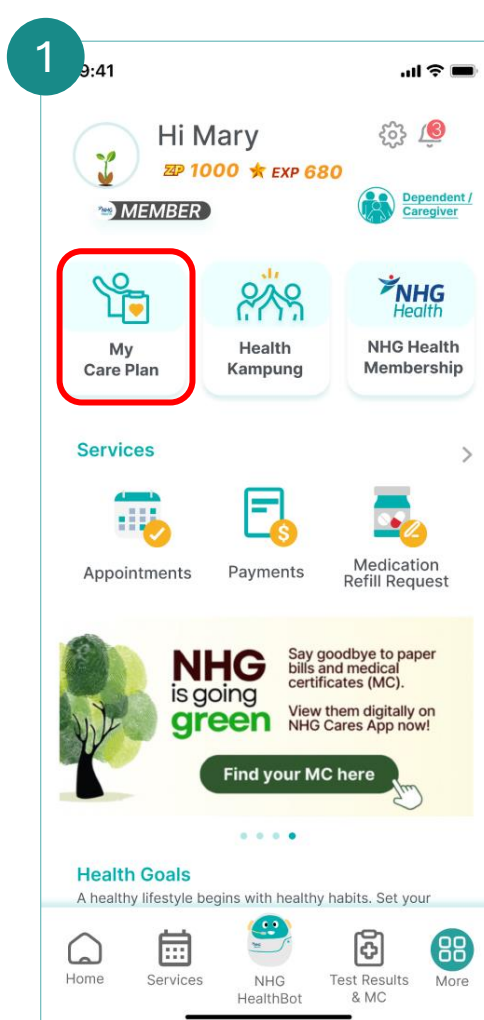 1
9:41
Hi Mary
3
ZP 1000 EXP 680
MEMBER
Dependent /
Caregiver
My
Care Plan
Health
Kampung
NHG
Health
NHG Health
Membership
Services
Appointments
Payments
Medication
Refill Request
NHG
is going
green
Say goodbye to paper
bills and medical
certificates (MC).
View them digitally on
NHG Cares App now!
Find your MC here
Health Goals
A healthy lifestyle begins with healthy habits. Set your
Home
Services
NHG
HealthBot
Test Results
& MC
More